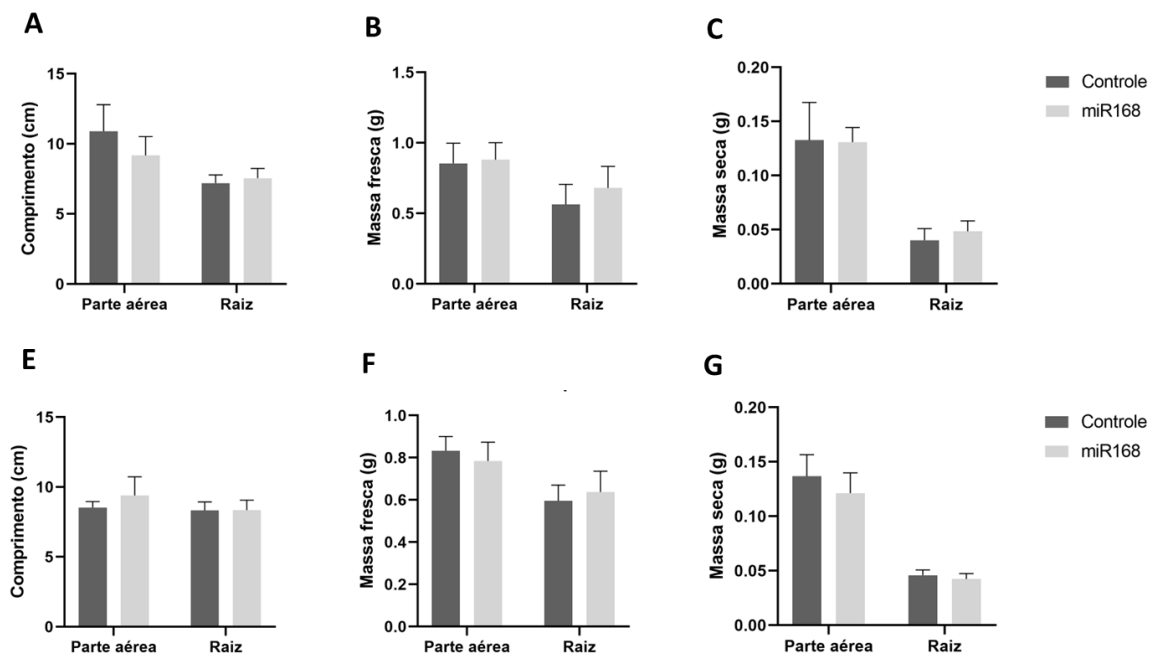 A
Comprimento (cm)
15
10
5
0
Parte aérea
Raiz
B
Massa fresca (g)
1.5
1.0
0.5
0.0
Parte aérea
Raiz
C
Massa seca (g)
0.20
0.15
0.10
0.05
0.00
Parte aérea
Raiz
Controle
miR168
E
Comprimento (cm)
15
10
5
0
Parte aérea
Raiz
F
Massa fresca (g)
1.0
0.8
0.6
0.4
0.2
0.0
Parte aérea
Raiz
G
Massa seca (g)
0.20
0.15
0.10
0.05
0.00
Parte aérea
Raiz
Controle
miR168